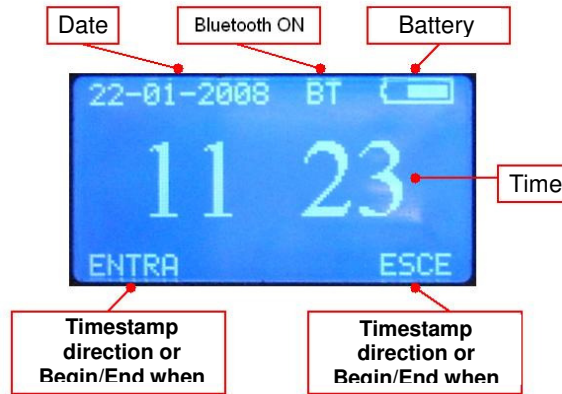 Date
Bluetooth ON
Battery
22-01-2008 BT
11 23
Time
ENTRA ESCE
Timestamp
direction or
Begin/End when
Timestamp
direction or
Begin/End when